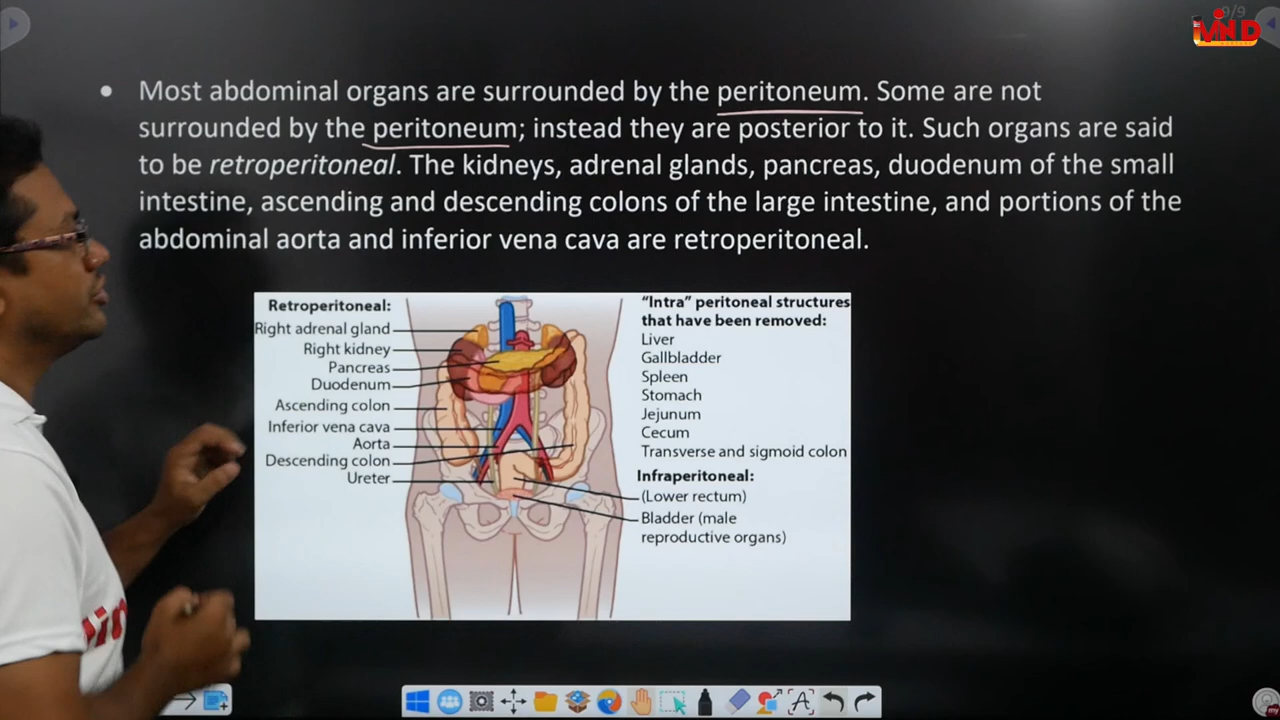 9/9
MIND
• Most abdominal organs are surrounded by the peritoneum. Some are not
surrounded by the peritoneum; instead they are posterior to it. Such organs are said
to be retroperitoneal. The kidneys, adrenal glands, pancreas, duodenum of the small
intestine, ascending and descending colons of the large intestine, and portions of the
abdominal aorta and inferior vena cava are retroperitoneal.
Retroperitoneal:
Right adrenal gland
Right kidney
Pancreas
Duodenum
Ascending colon
Inferior vena cava
Aorta
Descending colon
Ureter
“Intra” peritoneal structures
that have been removed:
Liver
Gallbladder
Spleen
Stomach
Jejunum
Cecum
Transverse and sigmoid colon
Infraperitoneal:
(Lower rectum)
Bladder (male
reproductive organs)